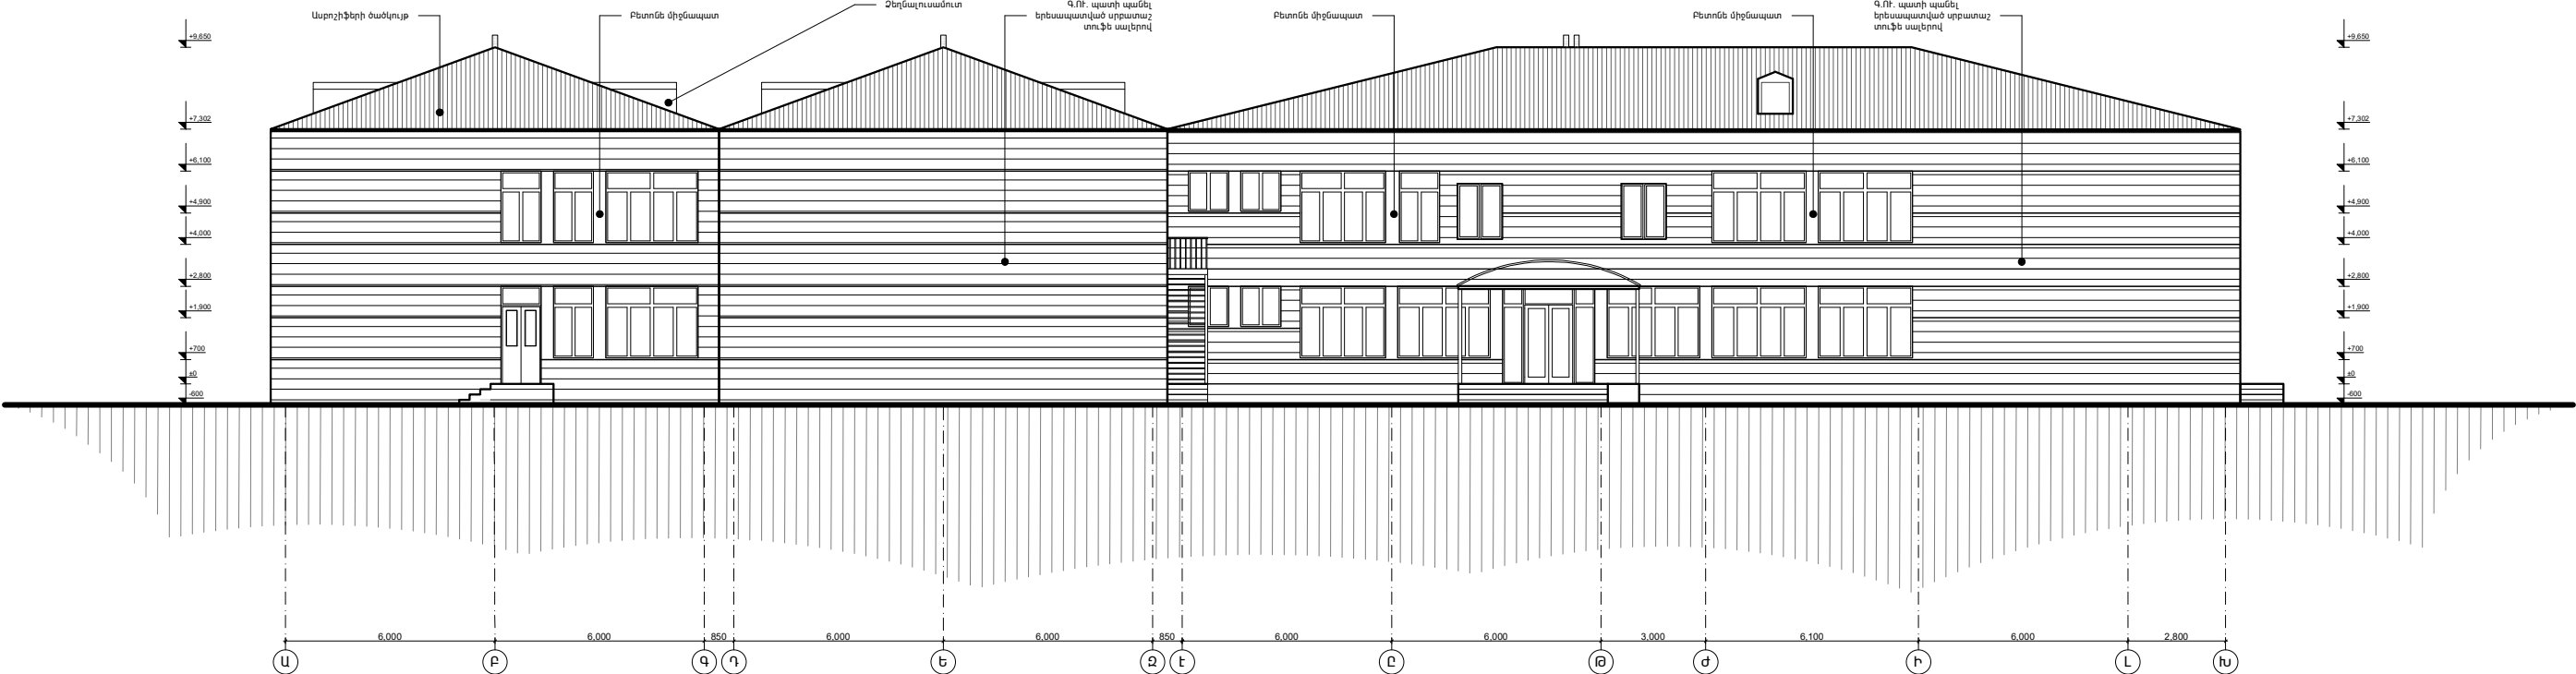 Ձեղնալուսամուտ
Գ.ՈՒ. պատի պանել
երեսապատված սրբատաշ
տուֆե սալերով
Գ.ՈՒ. պատի պանել
երեսապատված սրբատաշ
տուֆե սալերով
Ասբոշիֆերի ծածկույթ
Բետոնե միջնապատ
Բետոնե միջնապատ
Բետոնե միջնապատ
+9,650
+7,302
+6,100
+4,900
+4,000
+2,800
+1,900
+700
±0
-600
+9,650
+7,302
+6,100
+4,900
+4,000
+2,800
+1,900
+700
±0
-600
6,000 6,000 850 6,000 6,000 850 6,000 6,000 3,000 6,100 6,000 2,800
Ա Բ Գ Դ Ե Զ Է Ը Թ Ժ Ի Լ Խ